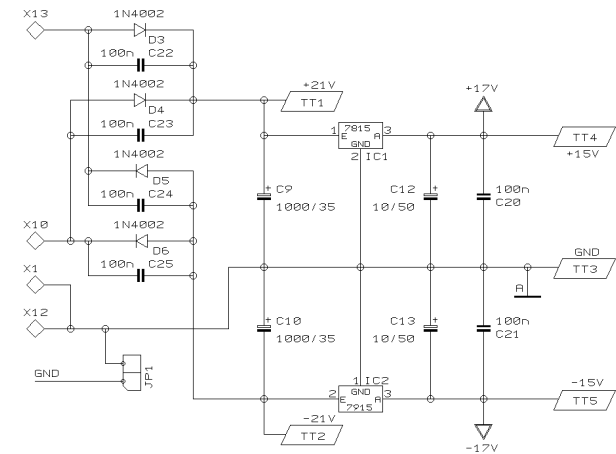 X13
1N4002
D3
100n C22
1N4002
D4
100n C23
1N4002
D5
100n C24
X10
1N4002
D6
100n C25
X1
X12
GND
JP1
+21V
TT1
1 7815 3
E A
GND
2 IC1
+17V
TT4
+15V
+ C9
1000/35
C12 +
10/50
100n
C20
GND
TT3
A
+ C10
1000/35
C13 +
10/50
100n
C21
1 IC2
2 GND 3
E A
7915
-15V
TT5
-21V
TT2
-17V